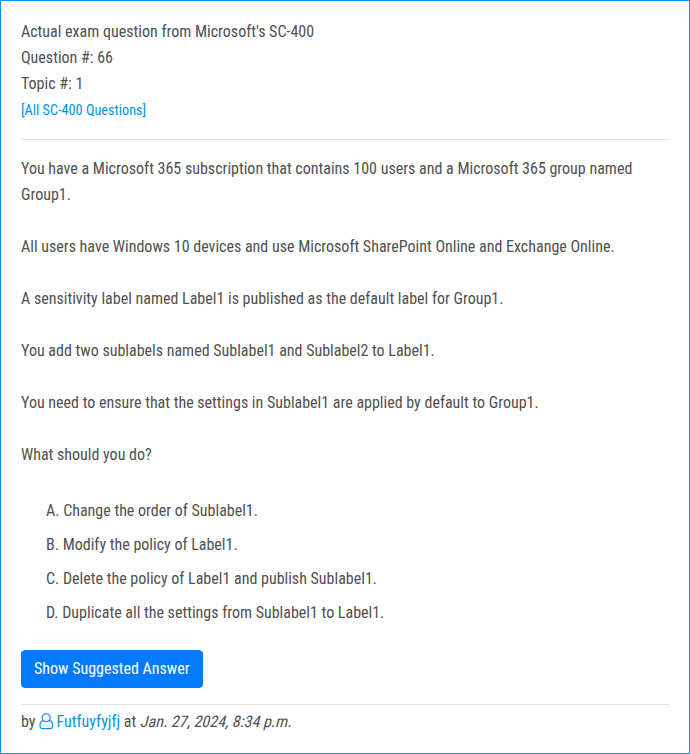 Actual exam question from Microsoft's SC-400
Question #: 66
Topic #: 1
[All SC-400 Questions]
You have a Microsoft 365 subscription that contains 100 users and a Microsoft 365 group named
Group1.
All users have Windows 10 devices and use Microsoft SharePoint Online and Exchange Online.
A sensitivity label named Label1 is published as the default label for Group1.
You add two sublabels named Sublabel1 and Sublabel2 to Label1.
You need to ensure that the settings in Sublabel1 are applied by default to Group1.
What should you do?
A. Change the order of Sublabel1.
B. Modify the policy of Label1.
C. Delete the policy of Label1 and publish Sublabel1.
D. Duplicate all the settings from Sublabel1 to Label1.
Show Suggested Answer
by Futfuyfyjfj at Jan. 27, 2024, 8:34 p.m.